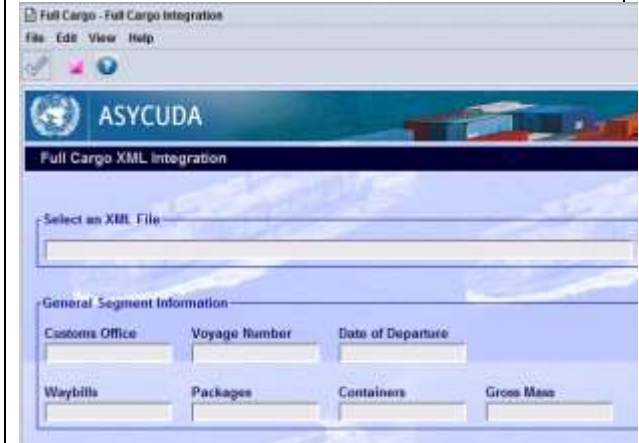 Full Cargo - Full Cargo Integration
File Edit View Help
ASYCUDA
Full Cargo XML Integration
Select an XML File
General Segment Information
Customs Office Voyage Number Date of Departure
Waybills Packages Containers Gross Mass